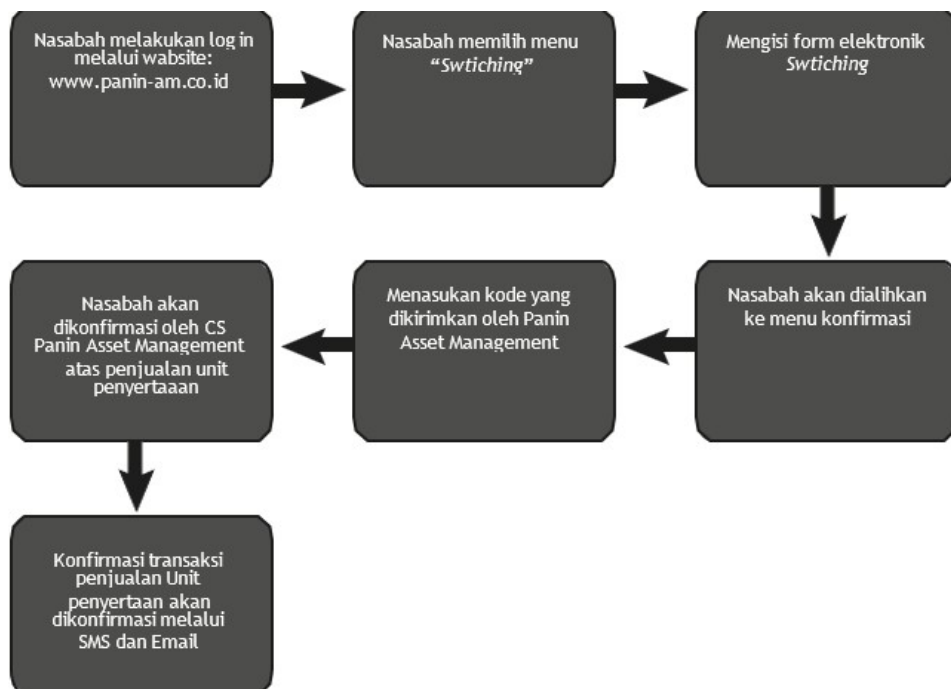 Nasabah melakukan log in
melalui wabsite:
www.panin-am.co.id
Nasabah memilih menu
“Swtiching”
Mengisi form elektronik
Swtiching
Nasabah akan dialihkan
ke menu konfirmasi
Menasukan kode yang
dikirimkan oleh Panin
Asset Management
Nasabah akan
dikonfirmasi oleh CS
Panin Asset Management
atas penjualan unit
penyertaaan
Konfirmasi transaksi
penjualan Unit
penyertaan akan
dikonfirmasi melalui
SMS dan Email